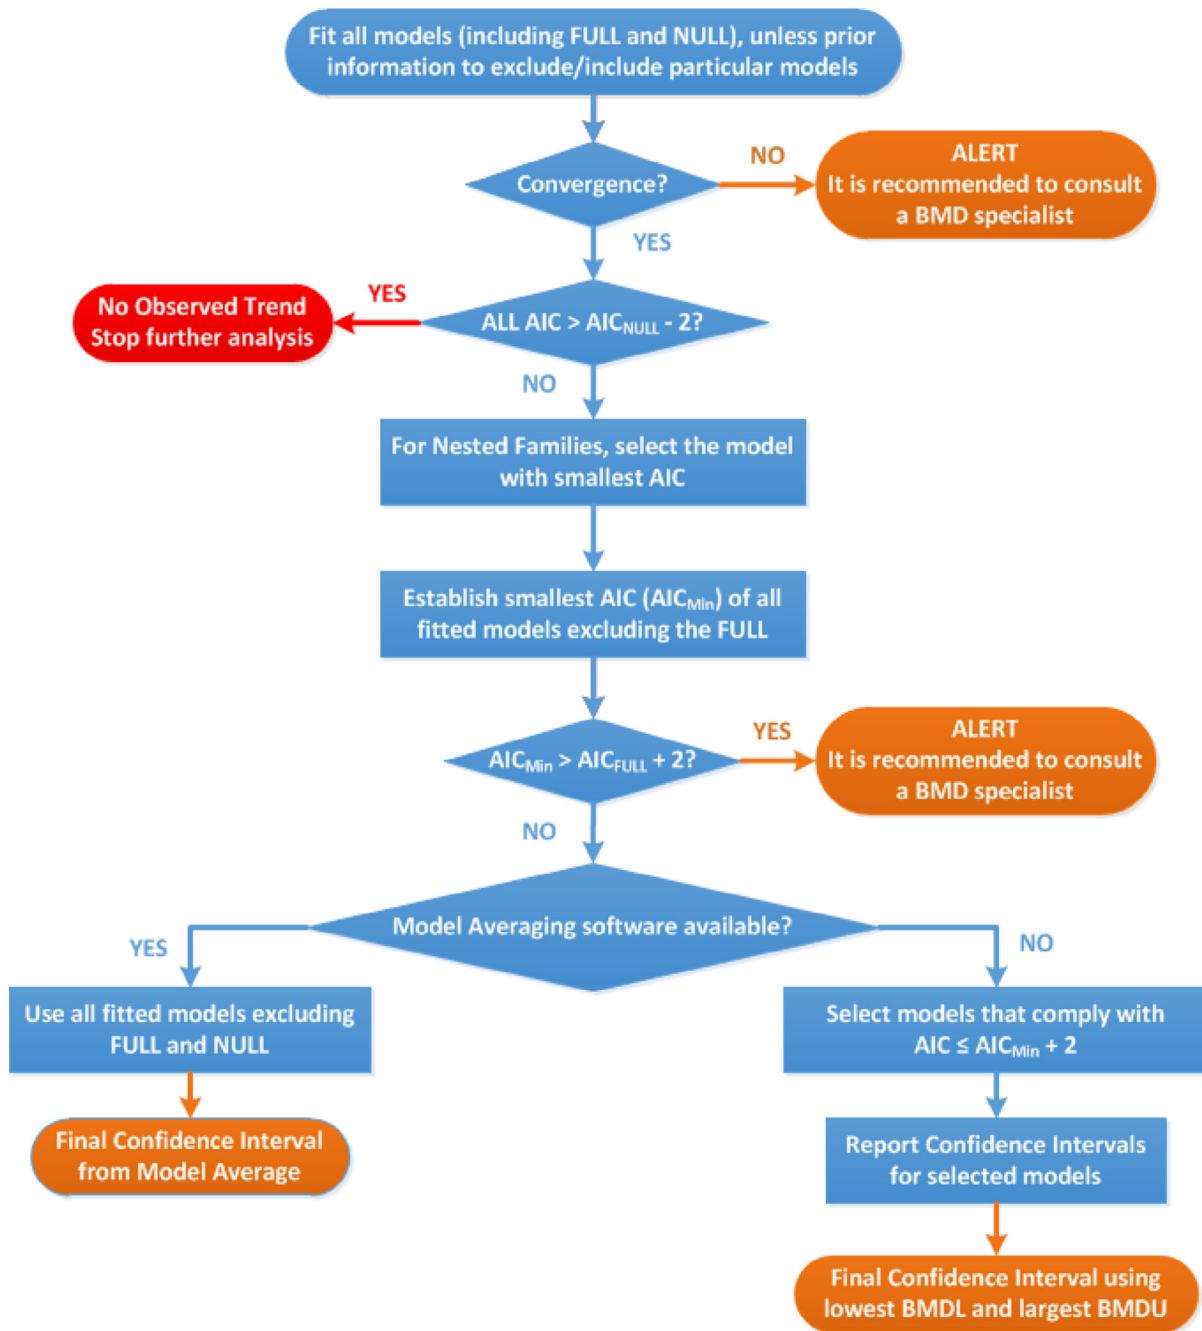 Fit all models (including FULL and NULL), unless prior
information to exclude/include particular models
Convergence?
NO
ALERT
It is recommended to consult
a BMD specialist
YES
ALL AIC > AIC_NULL - 2?
YES
No Observed Trend
Stop further analysis
NO
For Nested Families, select the model
with smallest AIC
Establish smallest AIC (AIC_Min) of all
fitted models excluding the FULL
AIC_Min > AIC_FULL + 2?
YES
ALERT
It is recommended to consult
a BMD specialist
NO
Model Averaging software available?
YES
NO
Use all fitted models excluding
FULL and NULL
Final Confidence Interval
from Model Average
Select models that comply with
AIC ≤ AIC_Min + 2
Report Confidence Intervals
for selected models
Final Confidence Interval using
lowest BMDL and largest BMDU